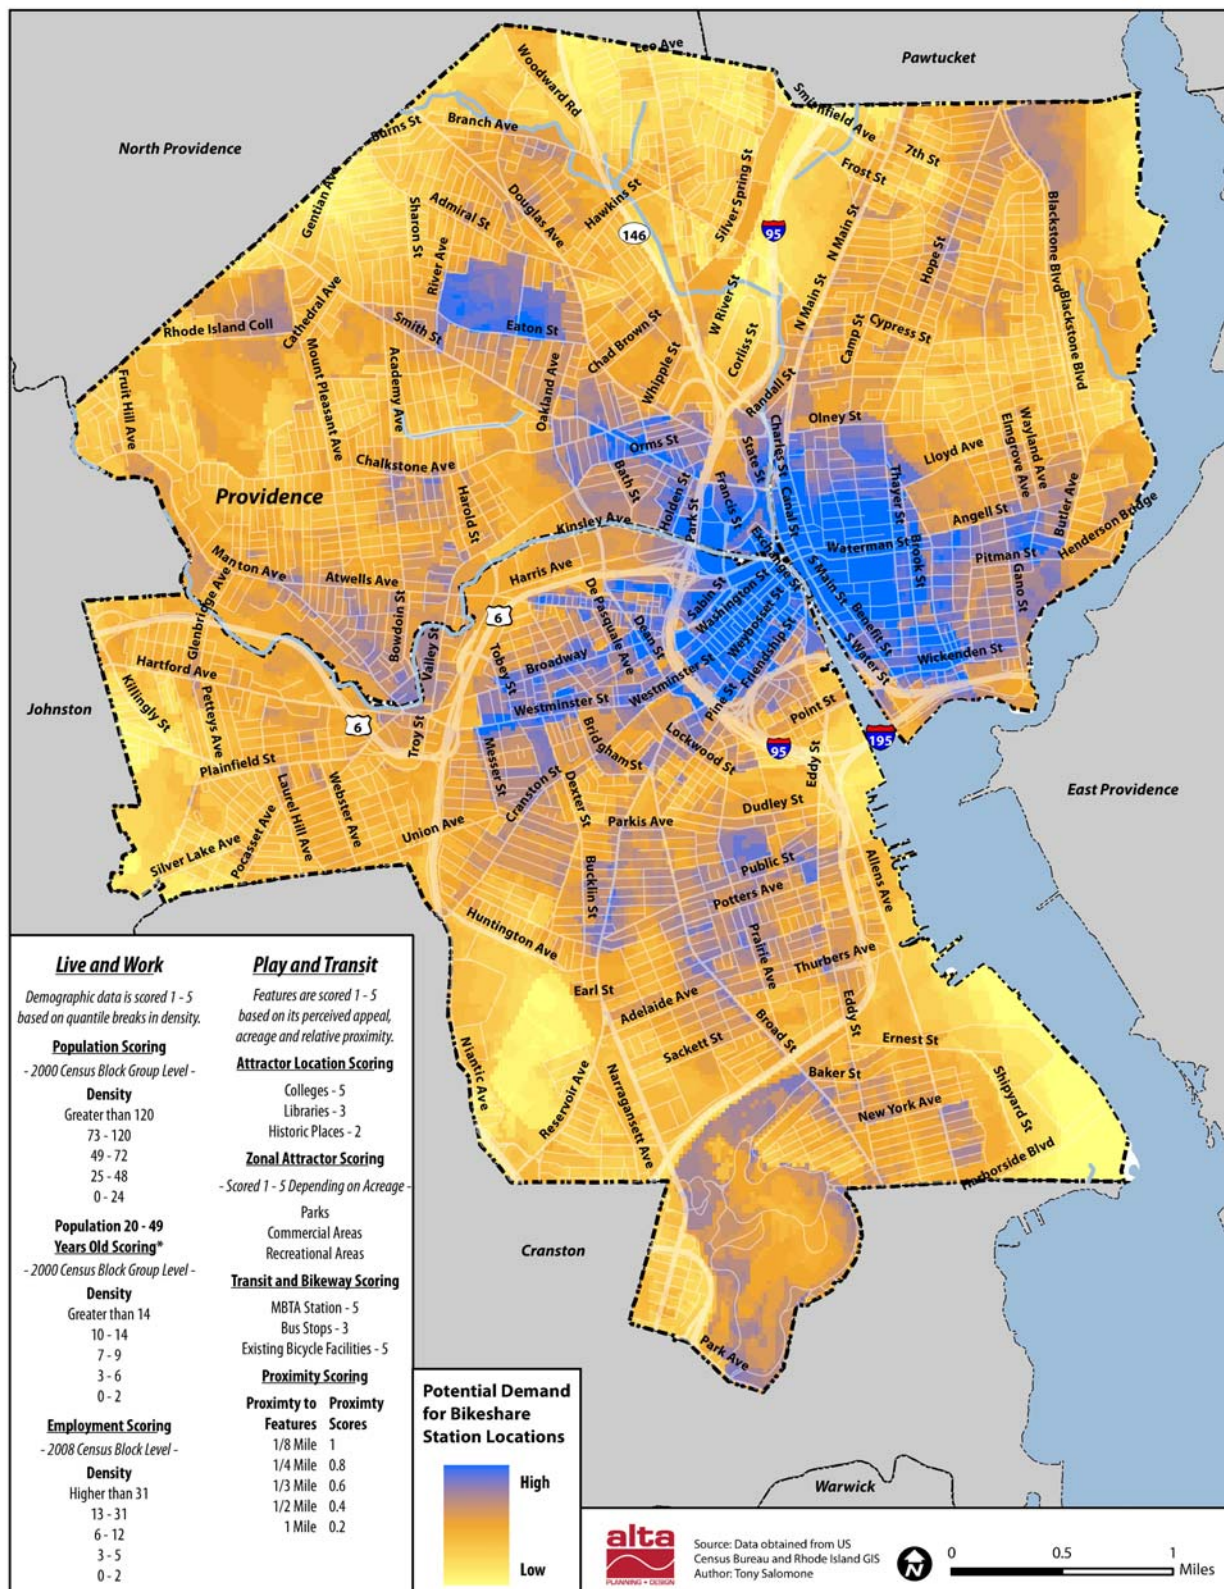 Leo Ave
Pawtucket
Woodward Rd
Smithfield Ave
Burns St
Branch Ave
North Providence
7th St
Frost St
Gentian Ave
Silver Spring St
Hawkins St
Douglas Ave
Sharon St
Admiral St
146
95
N Main St
Hope St
Blackstone Blvd
River Ave
Cathedral Ave
W River St
N Main St
Blackstone Blvd
Rhode Island Coll
Smith St
Eaton St
Chad Brown St
Corliss St
Camp St
Cypress St
Fruit Hill Ave
Mount Pleasant Ave
Academy Ave
Oakland Ave
Whipple St
Randall St
Olney St
Wayland Ave
Elmgrove Ave
Orms St
State St
Charles St
Lloyd Ave
Chalkstone Ave
Bath St
Thayer St
Butler Ave
Providence
Harold St
Holden St
Francis St
Canal St
Angell St
Henderson Bridge
Kinsley Ave
Park St
Exchange St
Waterman St
Pitman St
Manton Ave
Atwells Ave
Harris Ave
Brook St
Gano St
Glenbridge Ave
De Pasquale Ave
Sabin St
Washington St
S Main St
Bowdoin St
6
Dean St
Weybosset St
Benefit St
Valley St
Tobey St
Broadway
Friendship St
S Water St
Wickenden St
Hartford Ave
Westminster St
Westminster St
Killingly St
Petteys Ave
Pine St
Johnston
6
Troy St
Bridgham St
Lockwood St
Point St
95
195
Plainfield St
Messer St
Cranston St
Dexter St
Eddy St
East Providence
Laurel Hill Ave
Webster Ave
Dudley St
Silver Lake Ave
Pocasset Ave
Union Ave
Parkis Ave
Bucklin St
Public St
Allens Ave
Potters Ave
Huntington Ave
Prairie Ave
Thurbers Ave
Earl St
Adelaide Ave
Broad St
Eddy St
Niantic Ave
Sackett St
Ernest St
Reservoir Ave
Narragansett Ave
Baker St
Shipyard St
New York Ave
Harborside Blvd
Cranston
Park Ave
Warwick
Live and Work
Demographic data is scored 1 - 5
based on quantile breaks in density.
Population Scoring
- 2000 Census Block Group Level -
Density
Greater than 120
73 - 120
49 - 72
25 - 48
0 - 24
Population 20 - 49
Years Old Scoring*
- 2000 Census Block Group Level -
Density
Greater than 14
10 - 14
7 - 9
3 - 6
0 - 2
Employment Scoring
- 2008 Census Block Level -
Density
Higher than 31
13 - 31
6 - 12
3 - 5
0 - 2
Play and Transit
Features are scored 1 - 5
based on its perceived appeal,
acreage and relative proximity.
Attractor Location Scoring
Colleges - 5
Libraries - 3
Historic Places - 2
Zonal Attractor Scoring
- Scored 1 - 5 Depending on Acreage -
Parks
Commercial Areas
Recreational Areas
Transit and Bikeway Scoring
MBTA Station - 5
Bus Stops - 3
Existing Bicycle Facilities - 5
Proximity Scoring
Proximty to Proximty
Features Scores
1/8 Mile 1
1/4 Mile 0.8
1/3 Mile 0.6
1/2 Mile 0.4
1 Mile 0.2
Potential Demand
for Bikeshare
Station Locations
High
Low
alta
PLANNING + DESIGN
Source: Data obtained from US
Census Bureau and Rhode Island GIS
Author: Tony Salomone
N
0 0.5 1
Miles